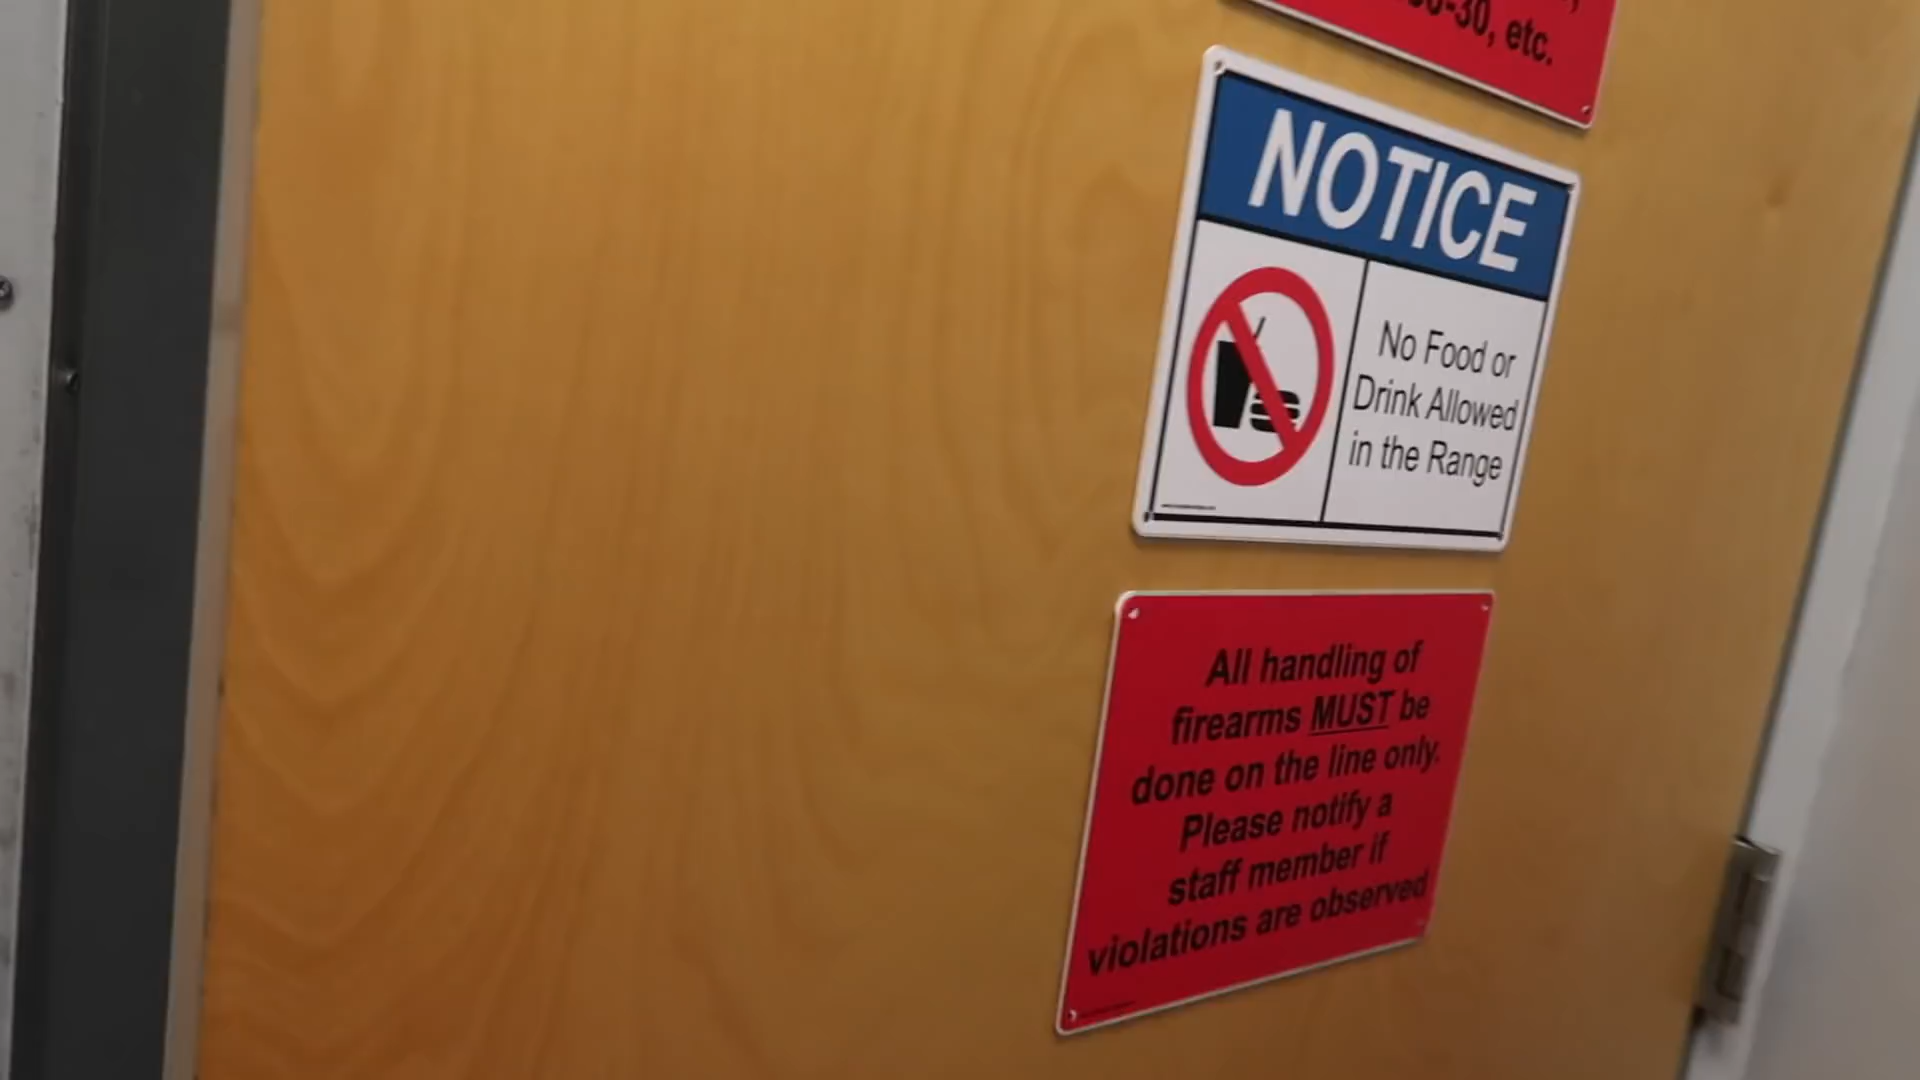 etc.
NOTICE
No Food or
Drink Allowed
in the Range
All handling of
firearms MUST be
done on the line only.
Please notify a
staff member if
violations are observed